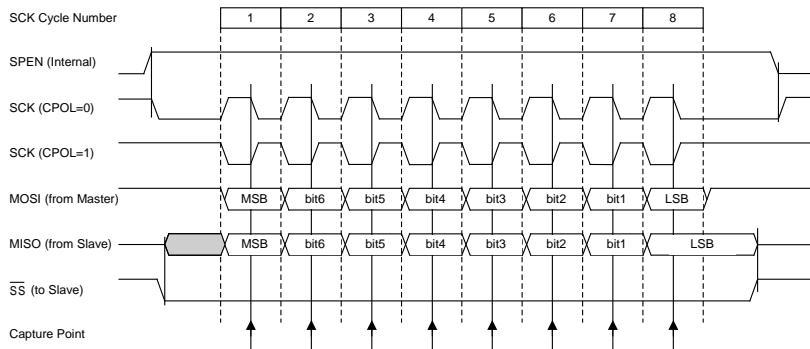 SCK Cycle Number 1 2 3 4 5 6 7 8
SPEN (Internal)
SCK (CPOL=0)
SCK (CPOL=1)
MOSI (from Master) MSB bit6 bit5 bit4 bit3 bit2 bit1 LSB
MISO (from Slave) MSB bit6 bit5 bit4 bit3 bit2 bit1 LSB
SS (to Slave)
Capture Point